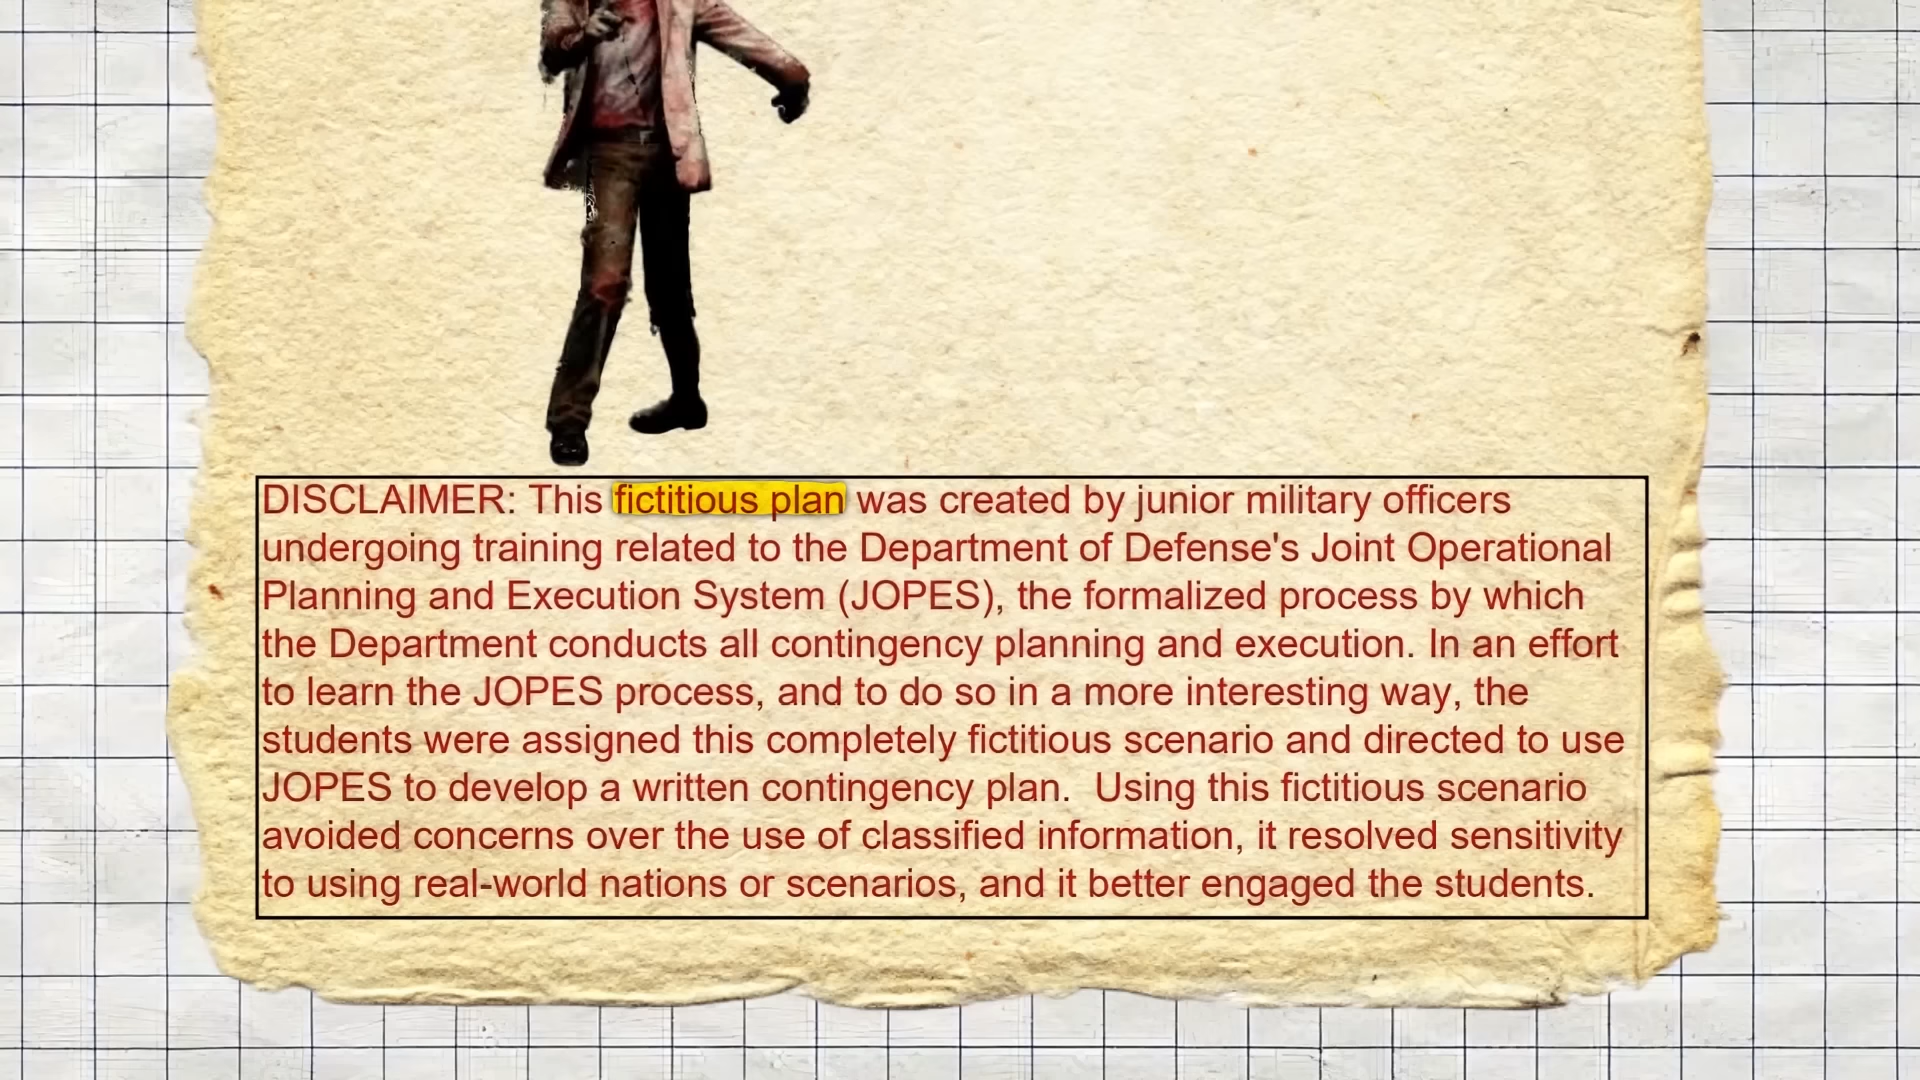 DISCLAIMER: This fictitious plan was created by junior military officers
undergoing training related to the Department of Defense's Joint Operational
Planning and Execution System (JOPES), the formalized process by which
the Department conducts all contingency planning and execution. In an effort
to learn the JOPES process, and to do so in a more interesting way, the
students were assigned this completely fictitious scenario and directed to use
JOPES to develop a written contingency plan.  Using this fictitious scenario
avoided concerns over the use of classified information, it resolved sensitivity
to using real-world nations or scenarios, and it better engaged the students.